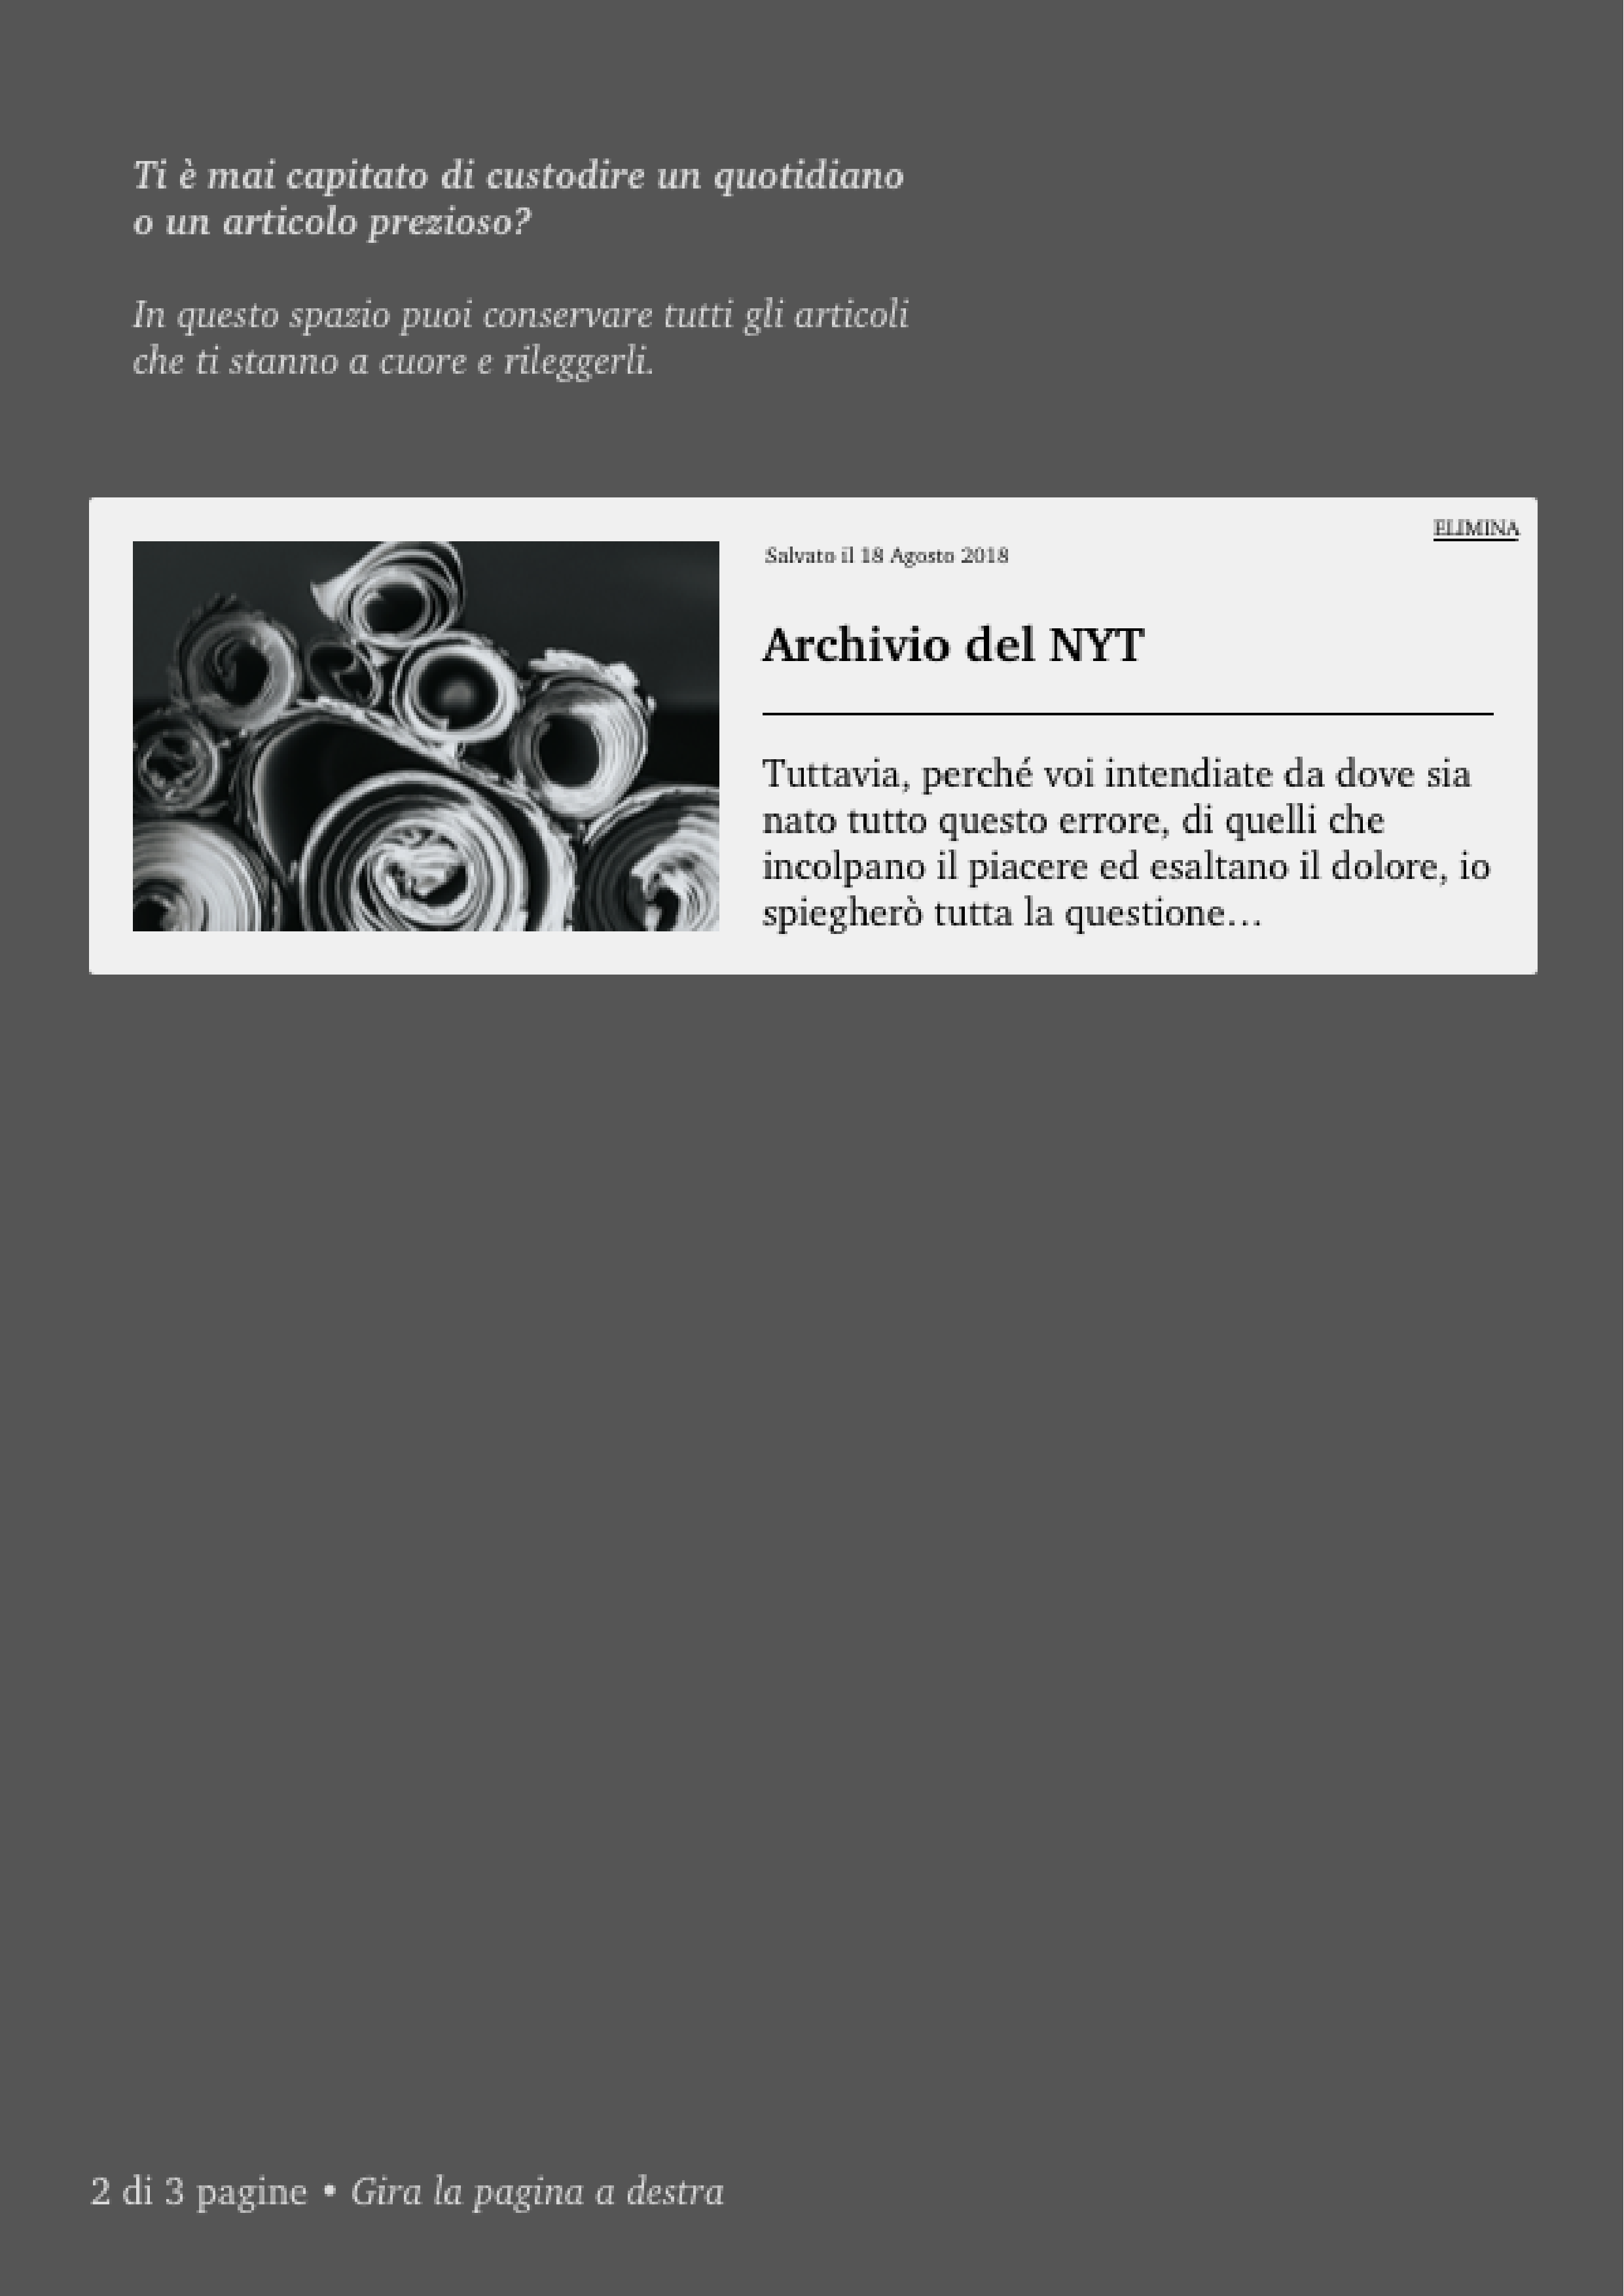 Ti è mai capitato di custodire un quotidiano
o un articolo prezioso?
In questo spazio puoi conservare tutti gli articoli
che ti stanno a cuore e rileggerli.
ELIMINA
Salvato il 18 Agosto 2018
Archivio del NYT
Tuttavia, perché voi intendiate da dove sia
nato tutto questo errore, di quelli che
incolpano il piacere ed esaltano il dolore, io
spiegherò tutta la questione…
2 di 3 pagine • Gira la pagina a destra